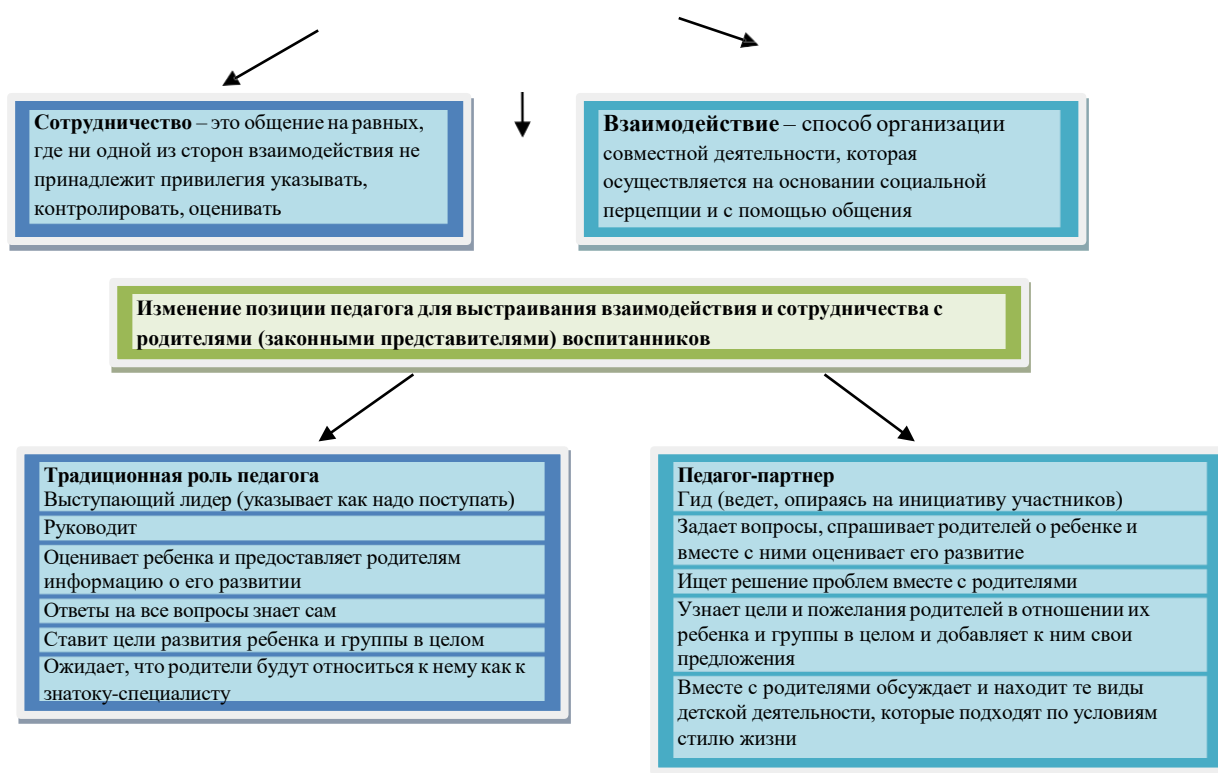 Сотрудничество – это общение на равных,
где ни одной из сторон взаимодействия не
принадлежит привилегия указывать,
контролировать, оценивать
Взаимодействие – способ организации
совместной деятельности, которая
осуществляется на основании социальной
перцепции и с помощью общения
Изменение позиции педагога для выстраивания взаимодействия и сотрудничества с
родителями (законными представителями) воспитанников
Традиционная роль педагога
Выступающий лидер (указывает как надо поступать)
Руководит
Оценивает ребенка и предоставляет родителям
информацию о его развитии
Ответы на все вопросы знает сам
Ставит цели развития ребенка и группы в целом
Ожидает, что родители будут относиться к нему как к
знатоку-специалисту
Педагог-партнер
Гид (ведет, опираясь на инициативу участников)
Задает вопросы, спрашивает родителей о ребенке и
вместе с ними оценивает его развитие
Ищет решение проблем вместе с родителями
Узнает цели и пожелания родителей в отношении их
ребенка и группы в целом и добавляет к ним свои
предложения
Вместе с родителями обсуждает и находит те виды
детской деятельности, которые подходят по условиям
стилю жизни